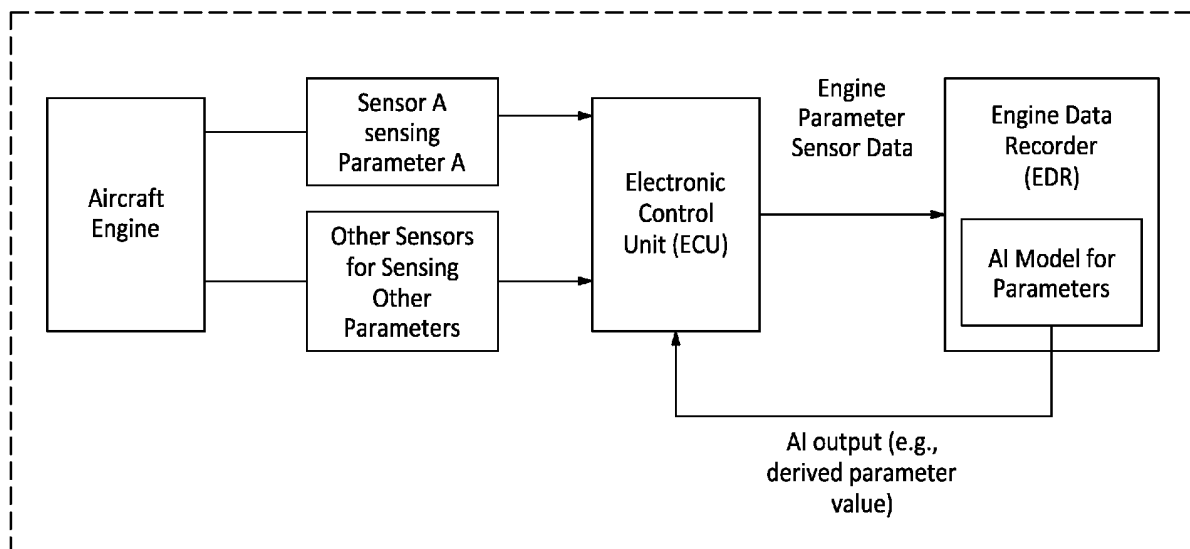 Aircraft
Engine
Sensor A
sensing
Parameter A
Other Sensors
for Sensing
Other
Parameters
Electronic
Control
Unit (ECU)
Engine
Parameter
Sensor Data
Engine Data
Recorder
(EDR)
AI Model for
Parameters
AI output (e.g.,
derived parameter
value)